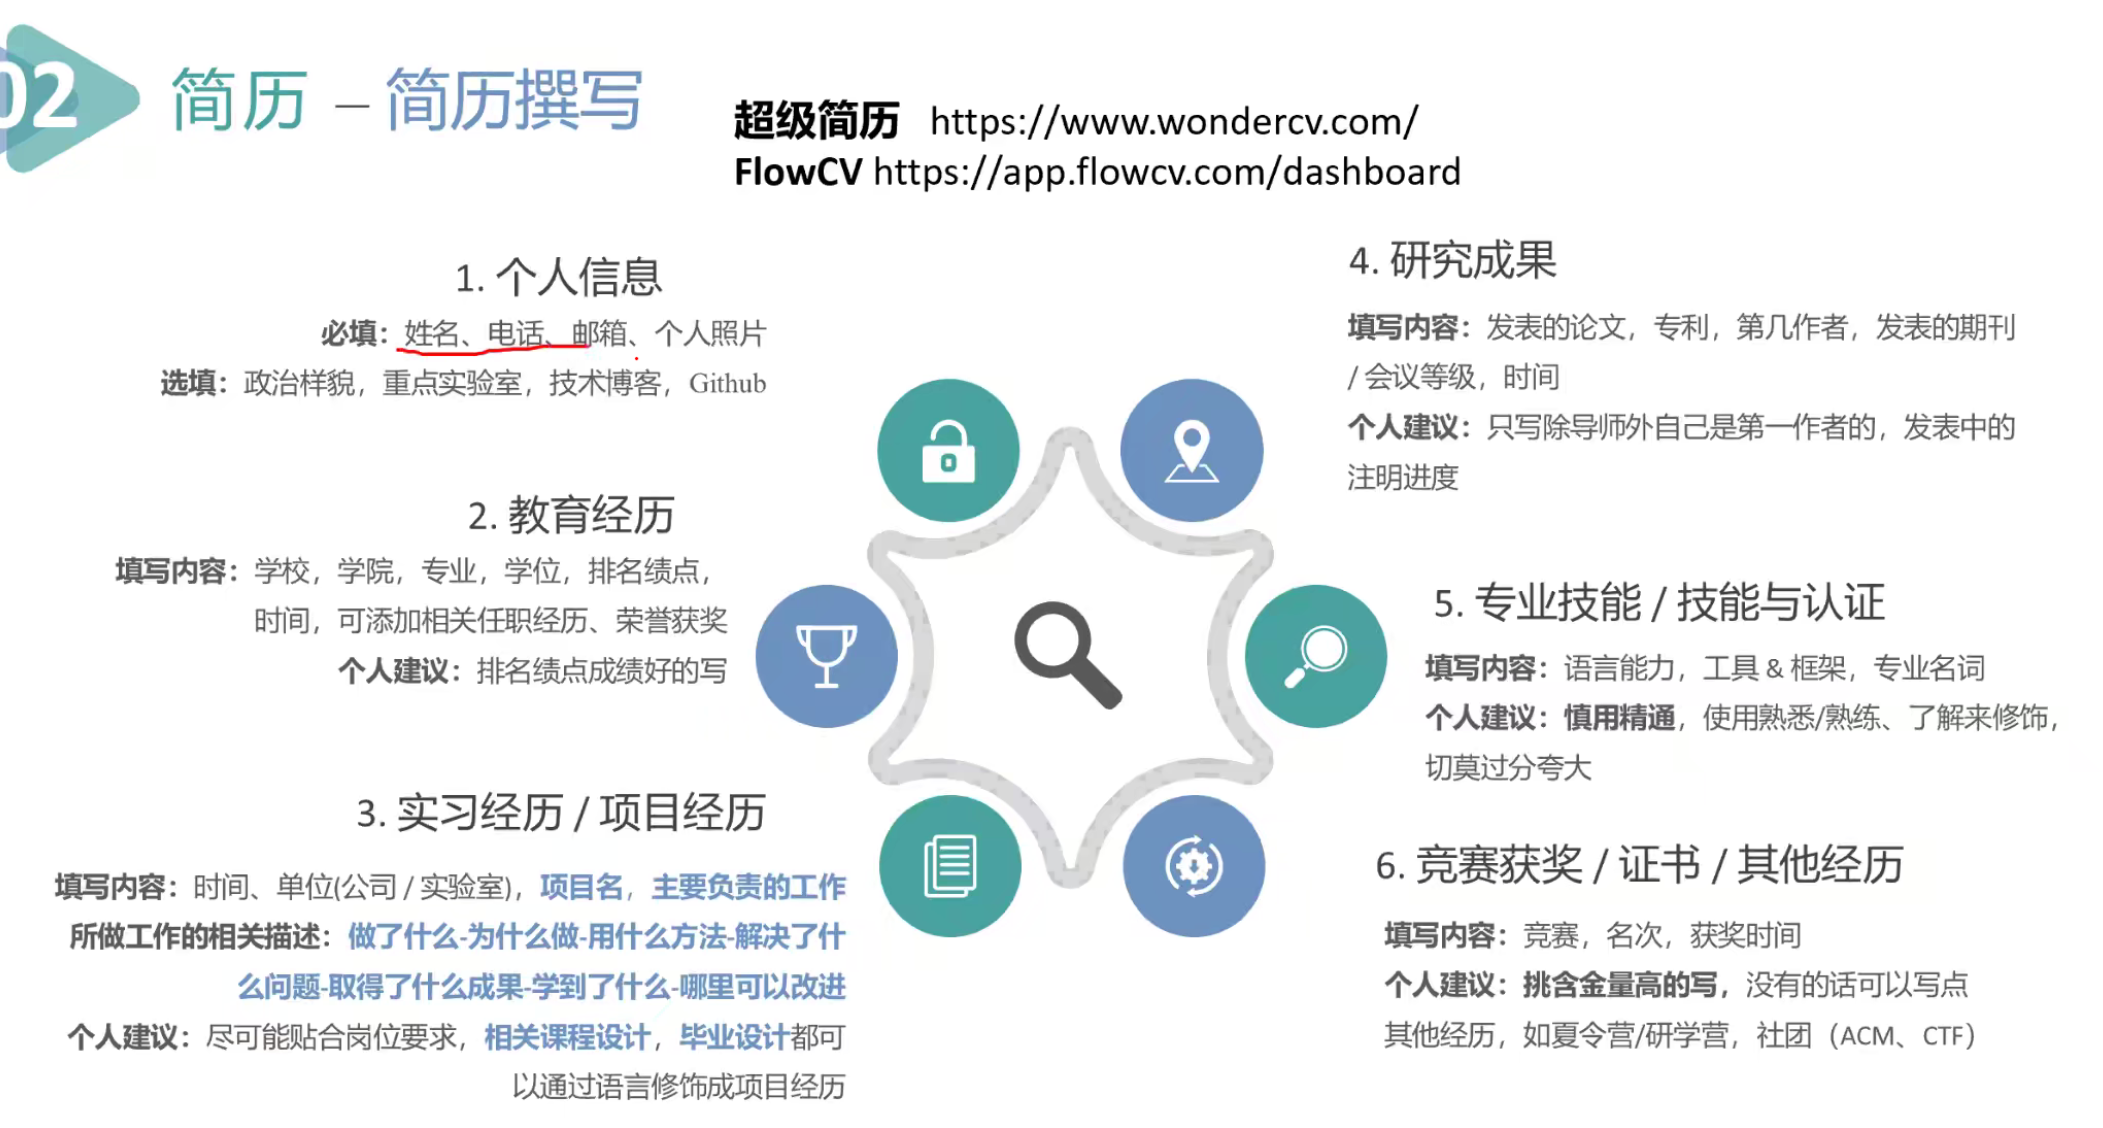 02
简历 – 简历撰写
超级简历 https://www.wondercv.com/
FlowCV https://app.flowcv.com/dashboard
1. 个人信息
必填：姓名、电话、邮箱、个人照片
选填：政治样貌，重点实验室，技术博客，Github
2. 教育经历
填写内容：学校，学院，专业，学位，排名绩点，
时间，可添加相关任职经历、荣誉获奖
个人建议：排名绩点成绩好的写
3. 实习经历 / 项目经历
填写内容：时间、单位(公司 / 实验室)，项目名，主要负责的工作
所做工作的相关描述：做了什么-为什么做-用什么方法-解决了什
么问题-取得了什么成果-学到了什么-哪里可以改进
个人建议：尽可能贴合岗位要求，相关课程设计，毕业设计都可
以通过语言修饰成项目经历
4. 研究成果
填写内容：发表的论文，专利，第几作者，发表的期刊
/ 会议等级，时间
个人建议：只写除导师外自己是第一作者的，发表中的
注明进度
5. 专业技能 / 技能与认证
填写内容：语言能力，工具 & 框架，专业名词
个人建议：慎用精通，使用熟悉/熟练、了解来修饰，
切莫过分夸大
6. 竞赛获奖 / 证书 / 其他经历
填写内容：竞赛，名次，获奖时间
个人建议：挑含金量高的写，没有的话可以写点
其他经历，如夏令营/研学营，社团（ACM、CTF）